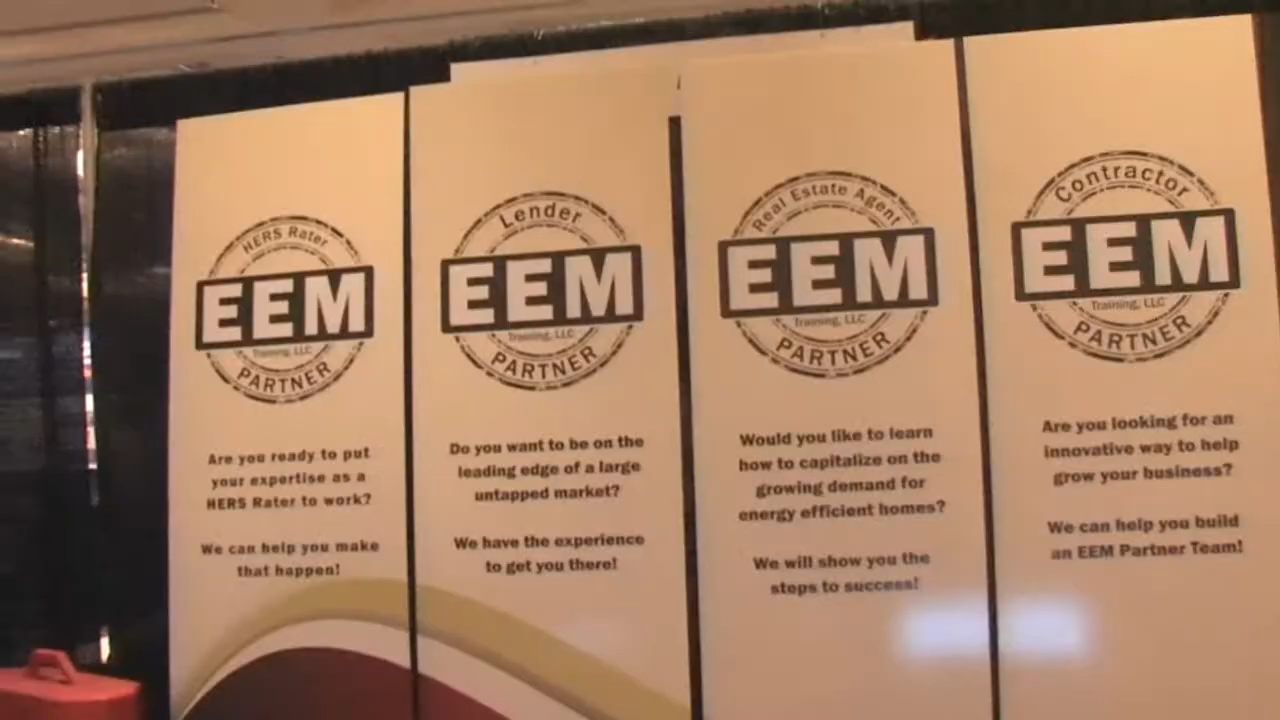 HERS Rater
EEM
Training, LLC
PARTNER
Are you ready to put
your expertise as a
HERS Rater to work?
We can help you make
that happen!
Lender
EEM
Training, LLC
PARTNER
Do you want to be on the
leading edge of a large
untapped market?
We have the experience
to get you there!
Real Estate Agent
EEM
Training, LLC
PARTNER
Would you like to learn
how to capitalize on the
growing demand for
energy efficient homes?
We will show you the
steps to success!
Contractor
EEM
Training, LLC
PARTNER
Are you looking for an
innovative way to help
grow your business?
We can help you build
an EEM Partner Team!